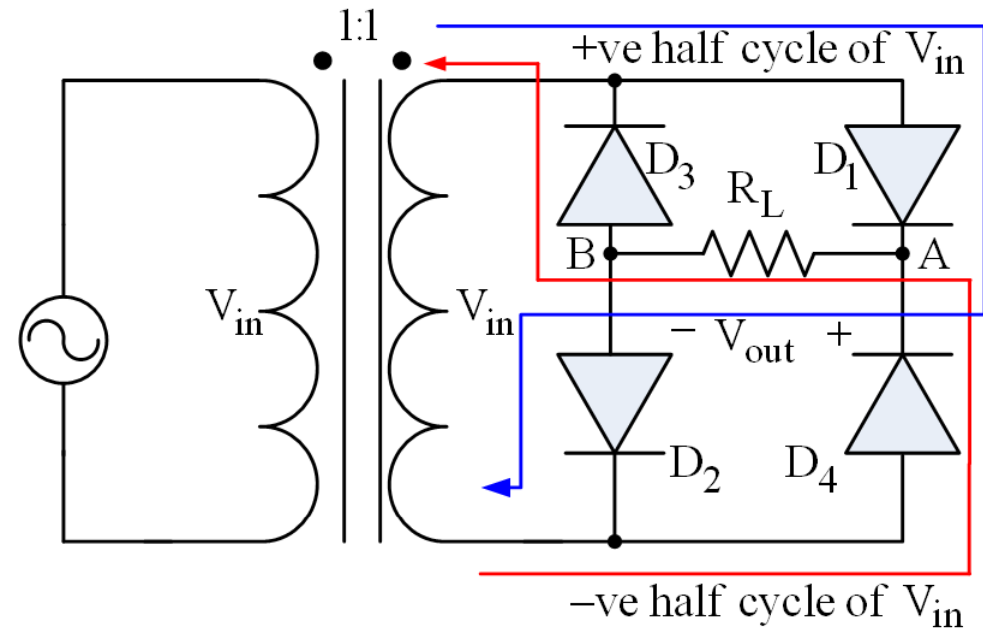 1:1
+ve half cycle of V_in
D_3
D_1
R_L
B
A
V_in
V_in
− V_out +
D_2
D_4
−ve half cycle of V_in